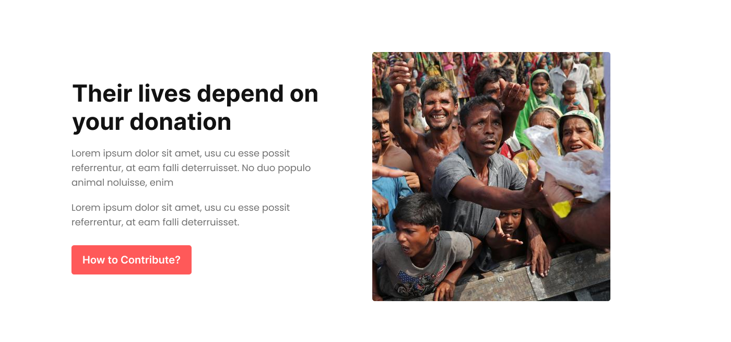 Their lives depend on
your donation
Lorem ipsum dolor sit amet, usu cu esse possit
referrentur, at eam falli deterruisset. No duo populo
animal noluisse, enim
Lorem ipsum dolor sit amet, usu cu esse possit
referrentur, at eam falli deterruisset.
How to Contribute?